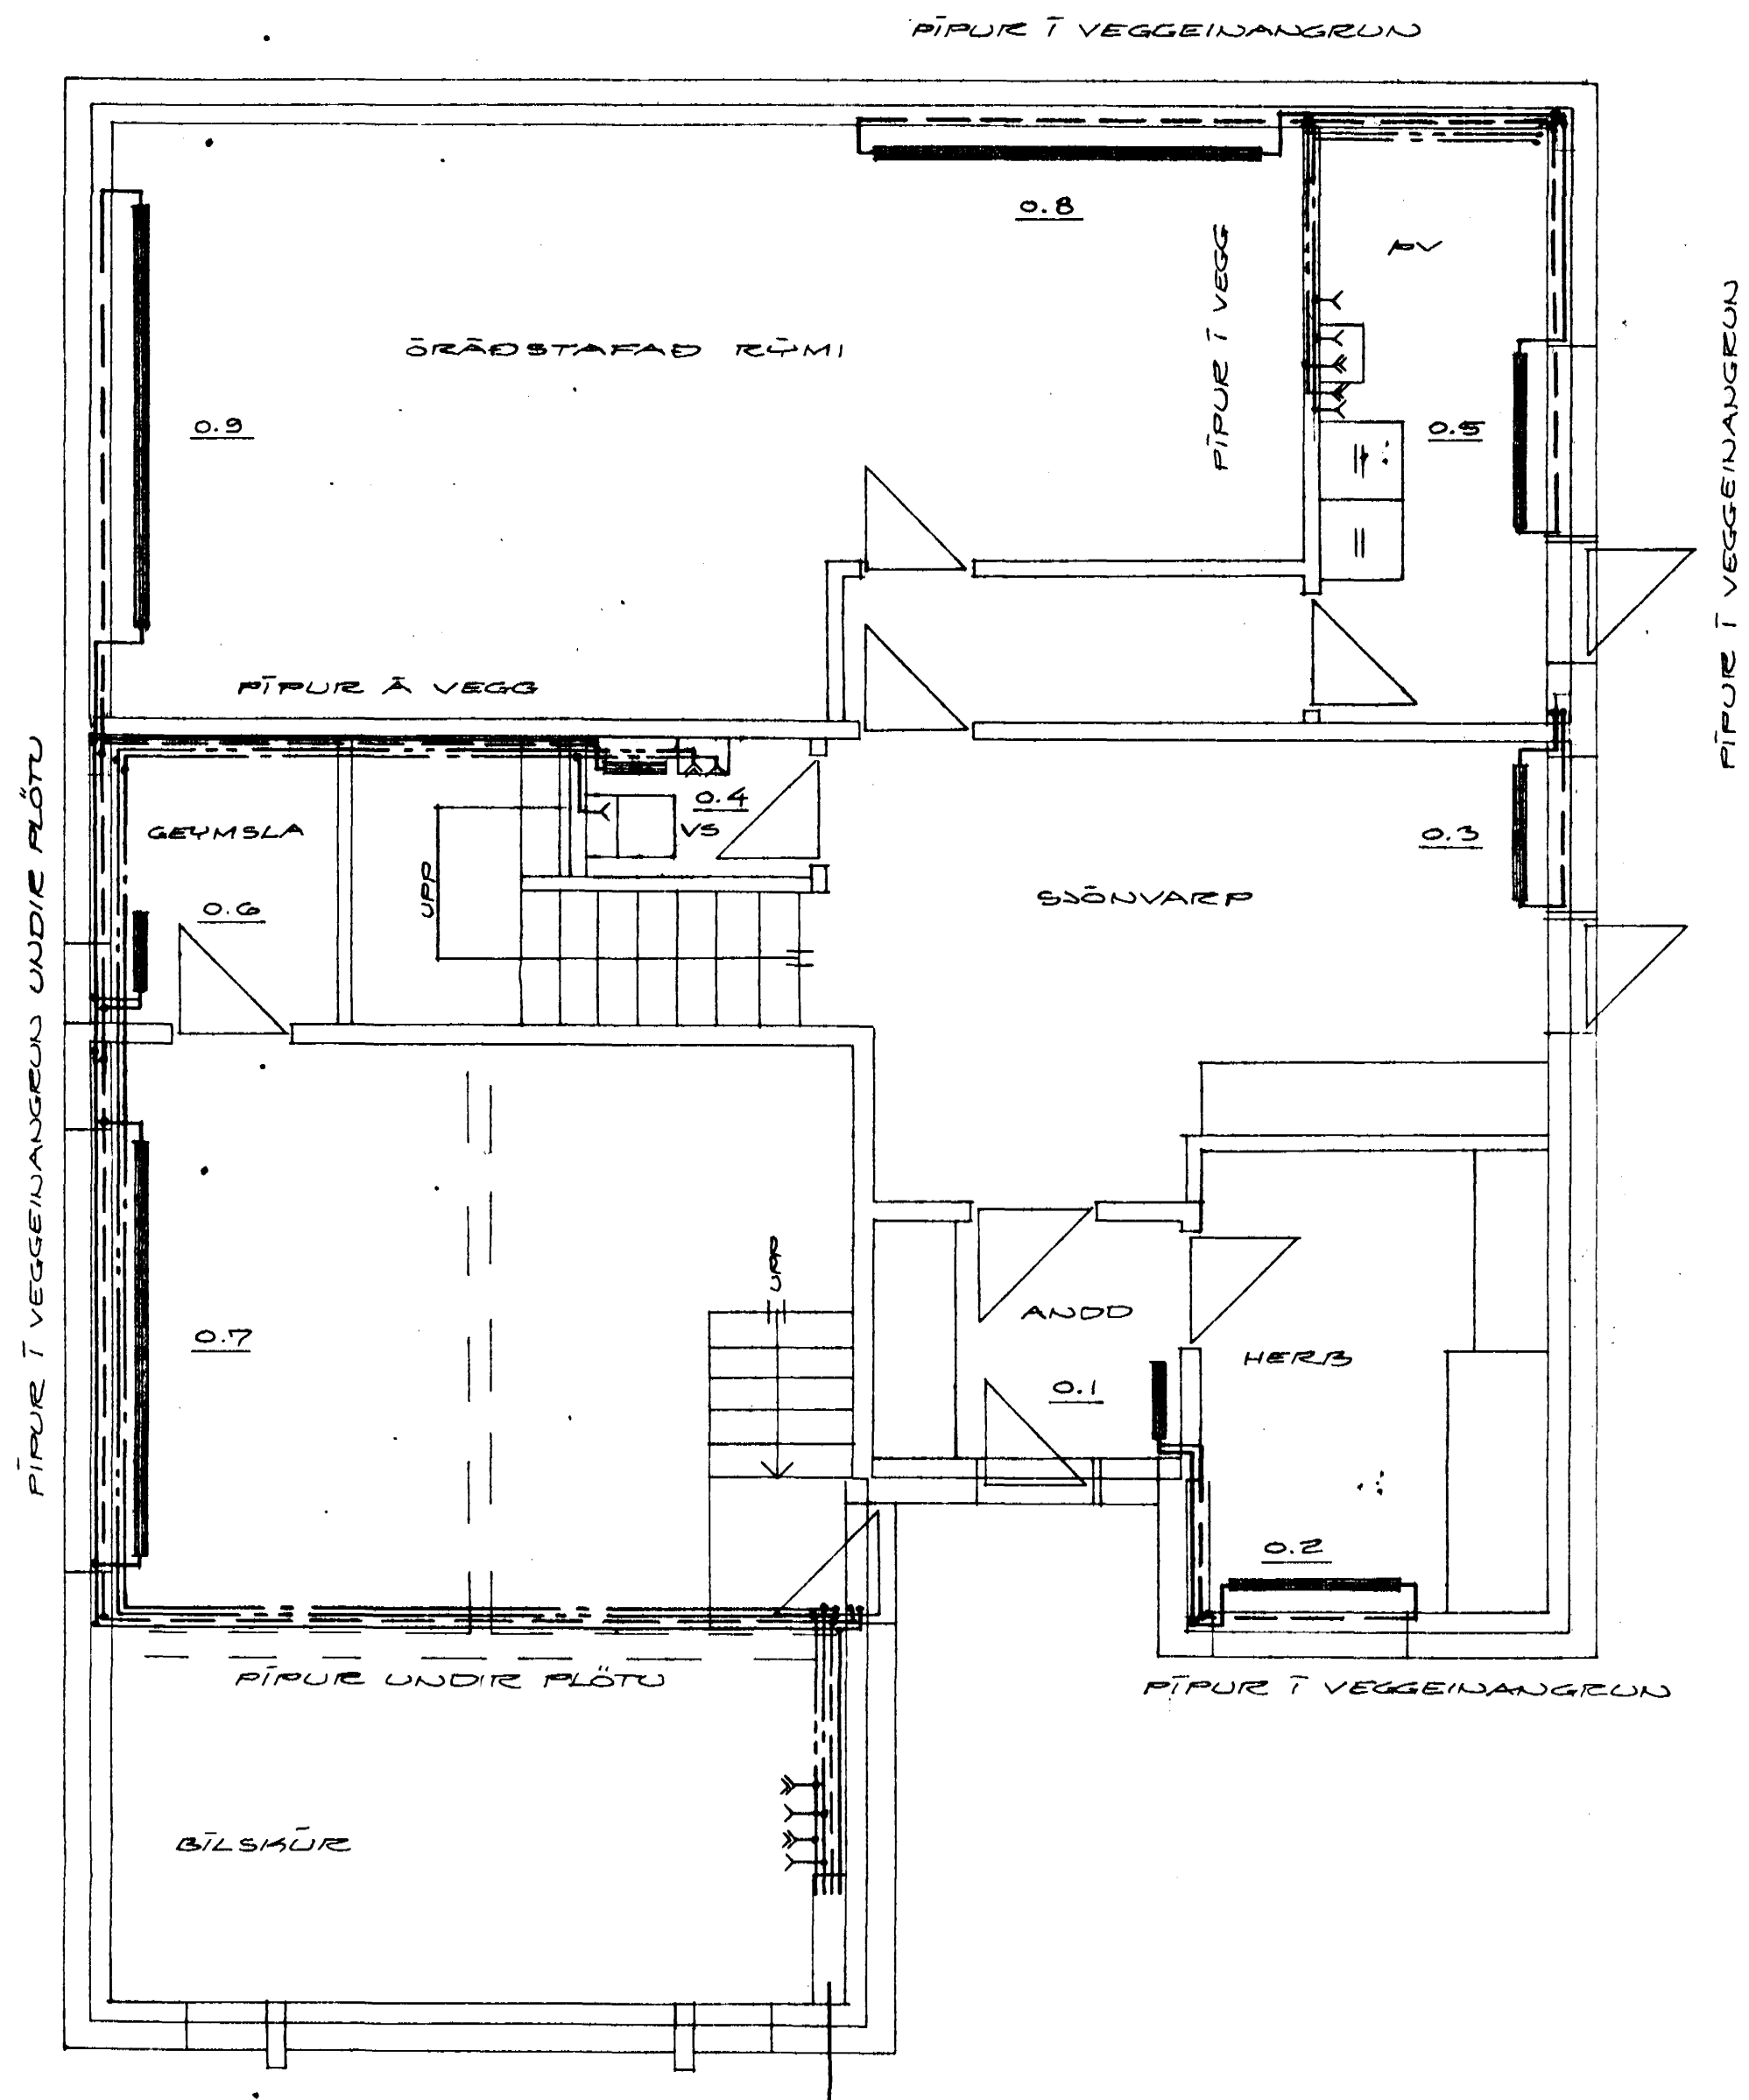 PÍPUR Í VEGGEINANGRUN
0.8
ÞV
PÍPUR Í VEGG
PÍPUR Í VEGGEINANGRUN
ÓRÁÐSTAFAÐ RÝMI
0.9
0.5
PÍPUR Á VEGG
PÍPUR Í VEGGEINANGRUN UNDIR PLÖTU
0.4
VS
GEYMSLA
0.3
UPP
0.6
SJÓNVARP
UPP
ANDD
0.7
HERB
0.1
0.2
PÍPUR UNDIR PLÖTU
PÍPUR Í VEGGEINANGRUN
BÍLSKÚR